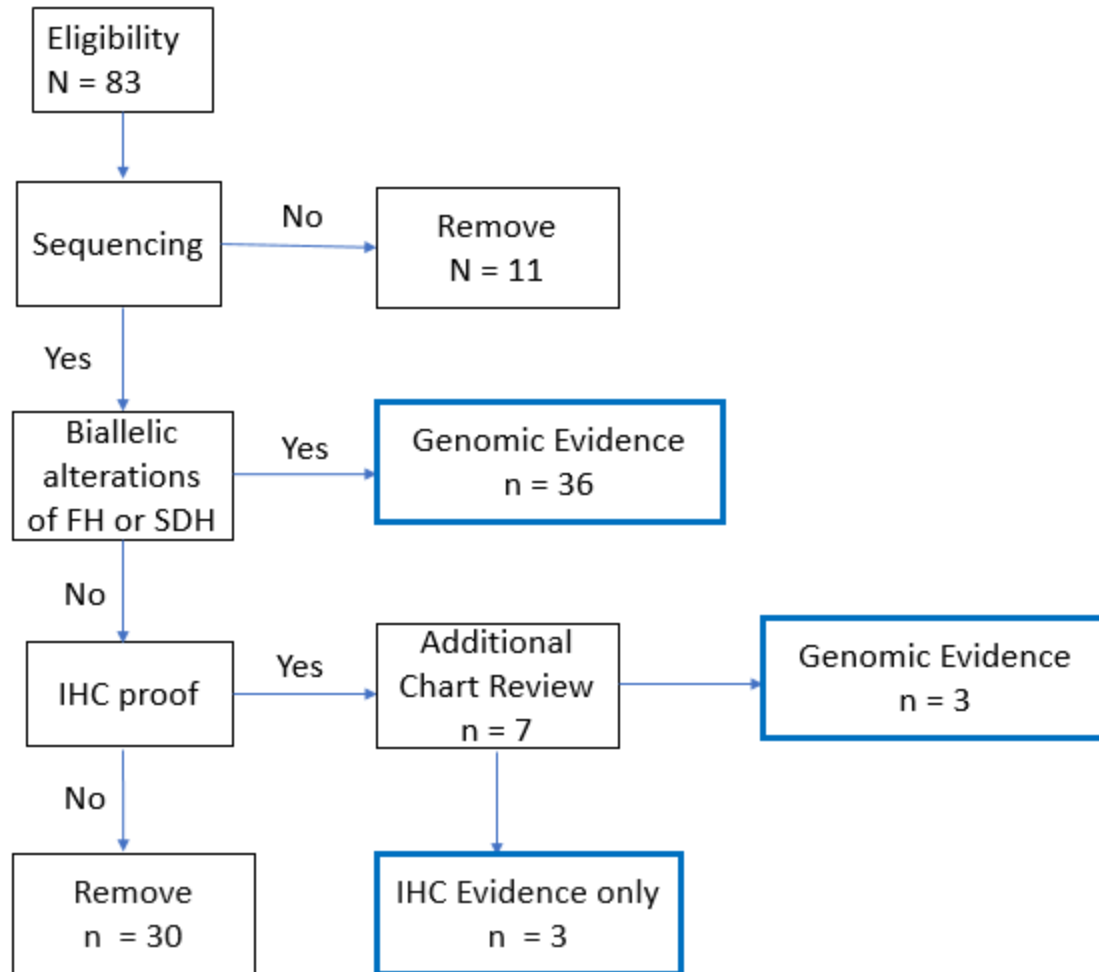 Eligibility
N = 83
Sequencing
No
Remove
N = 11
Yes
Biallelic
alterations
of FH or SDH
Yes
Genomic Evidence
n = 36
No
IHC proof
Yes
Additional
Chart Review
n = 7
Genomic Evidence
n = 3
No
Remove
n = 30
IHC Evidence only
n = 3